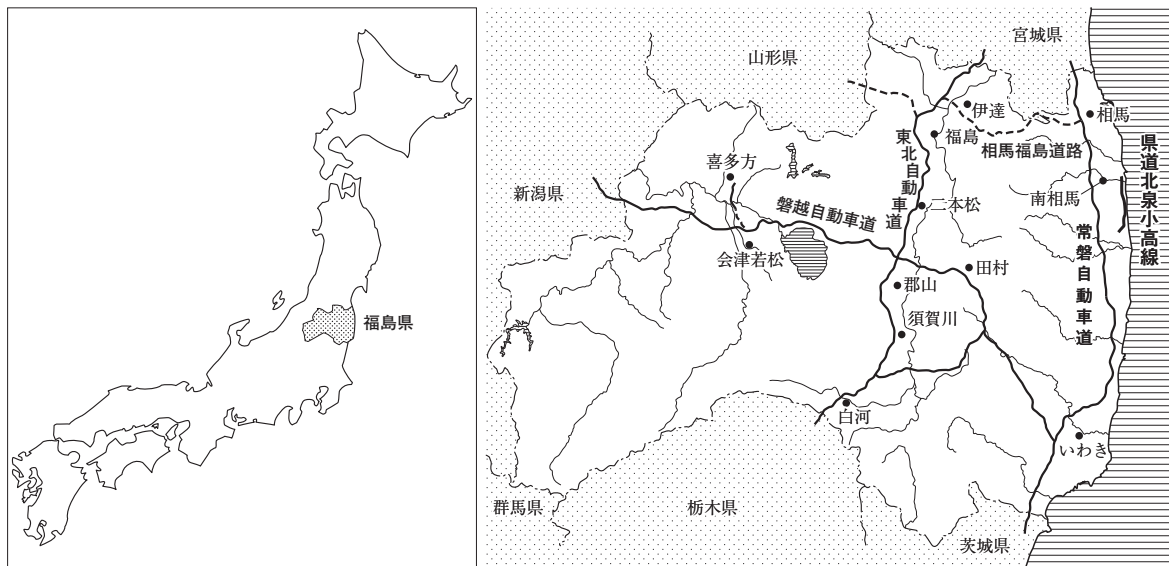 福島県
宮城県
山形県
伊達
相馬
福島
相馬福島道路
東北自動車道
県道北泉小高線
喜多方
新潟県
南相馬
二本松
磐越自動車道
会津若松
田村
常磐自動車道
郡山
須賀川
白河
いわき
群馬県
栃木県
茨城県